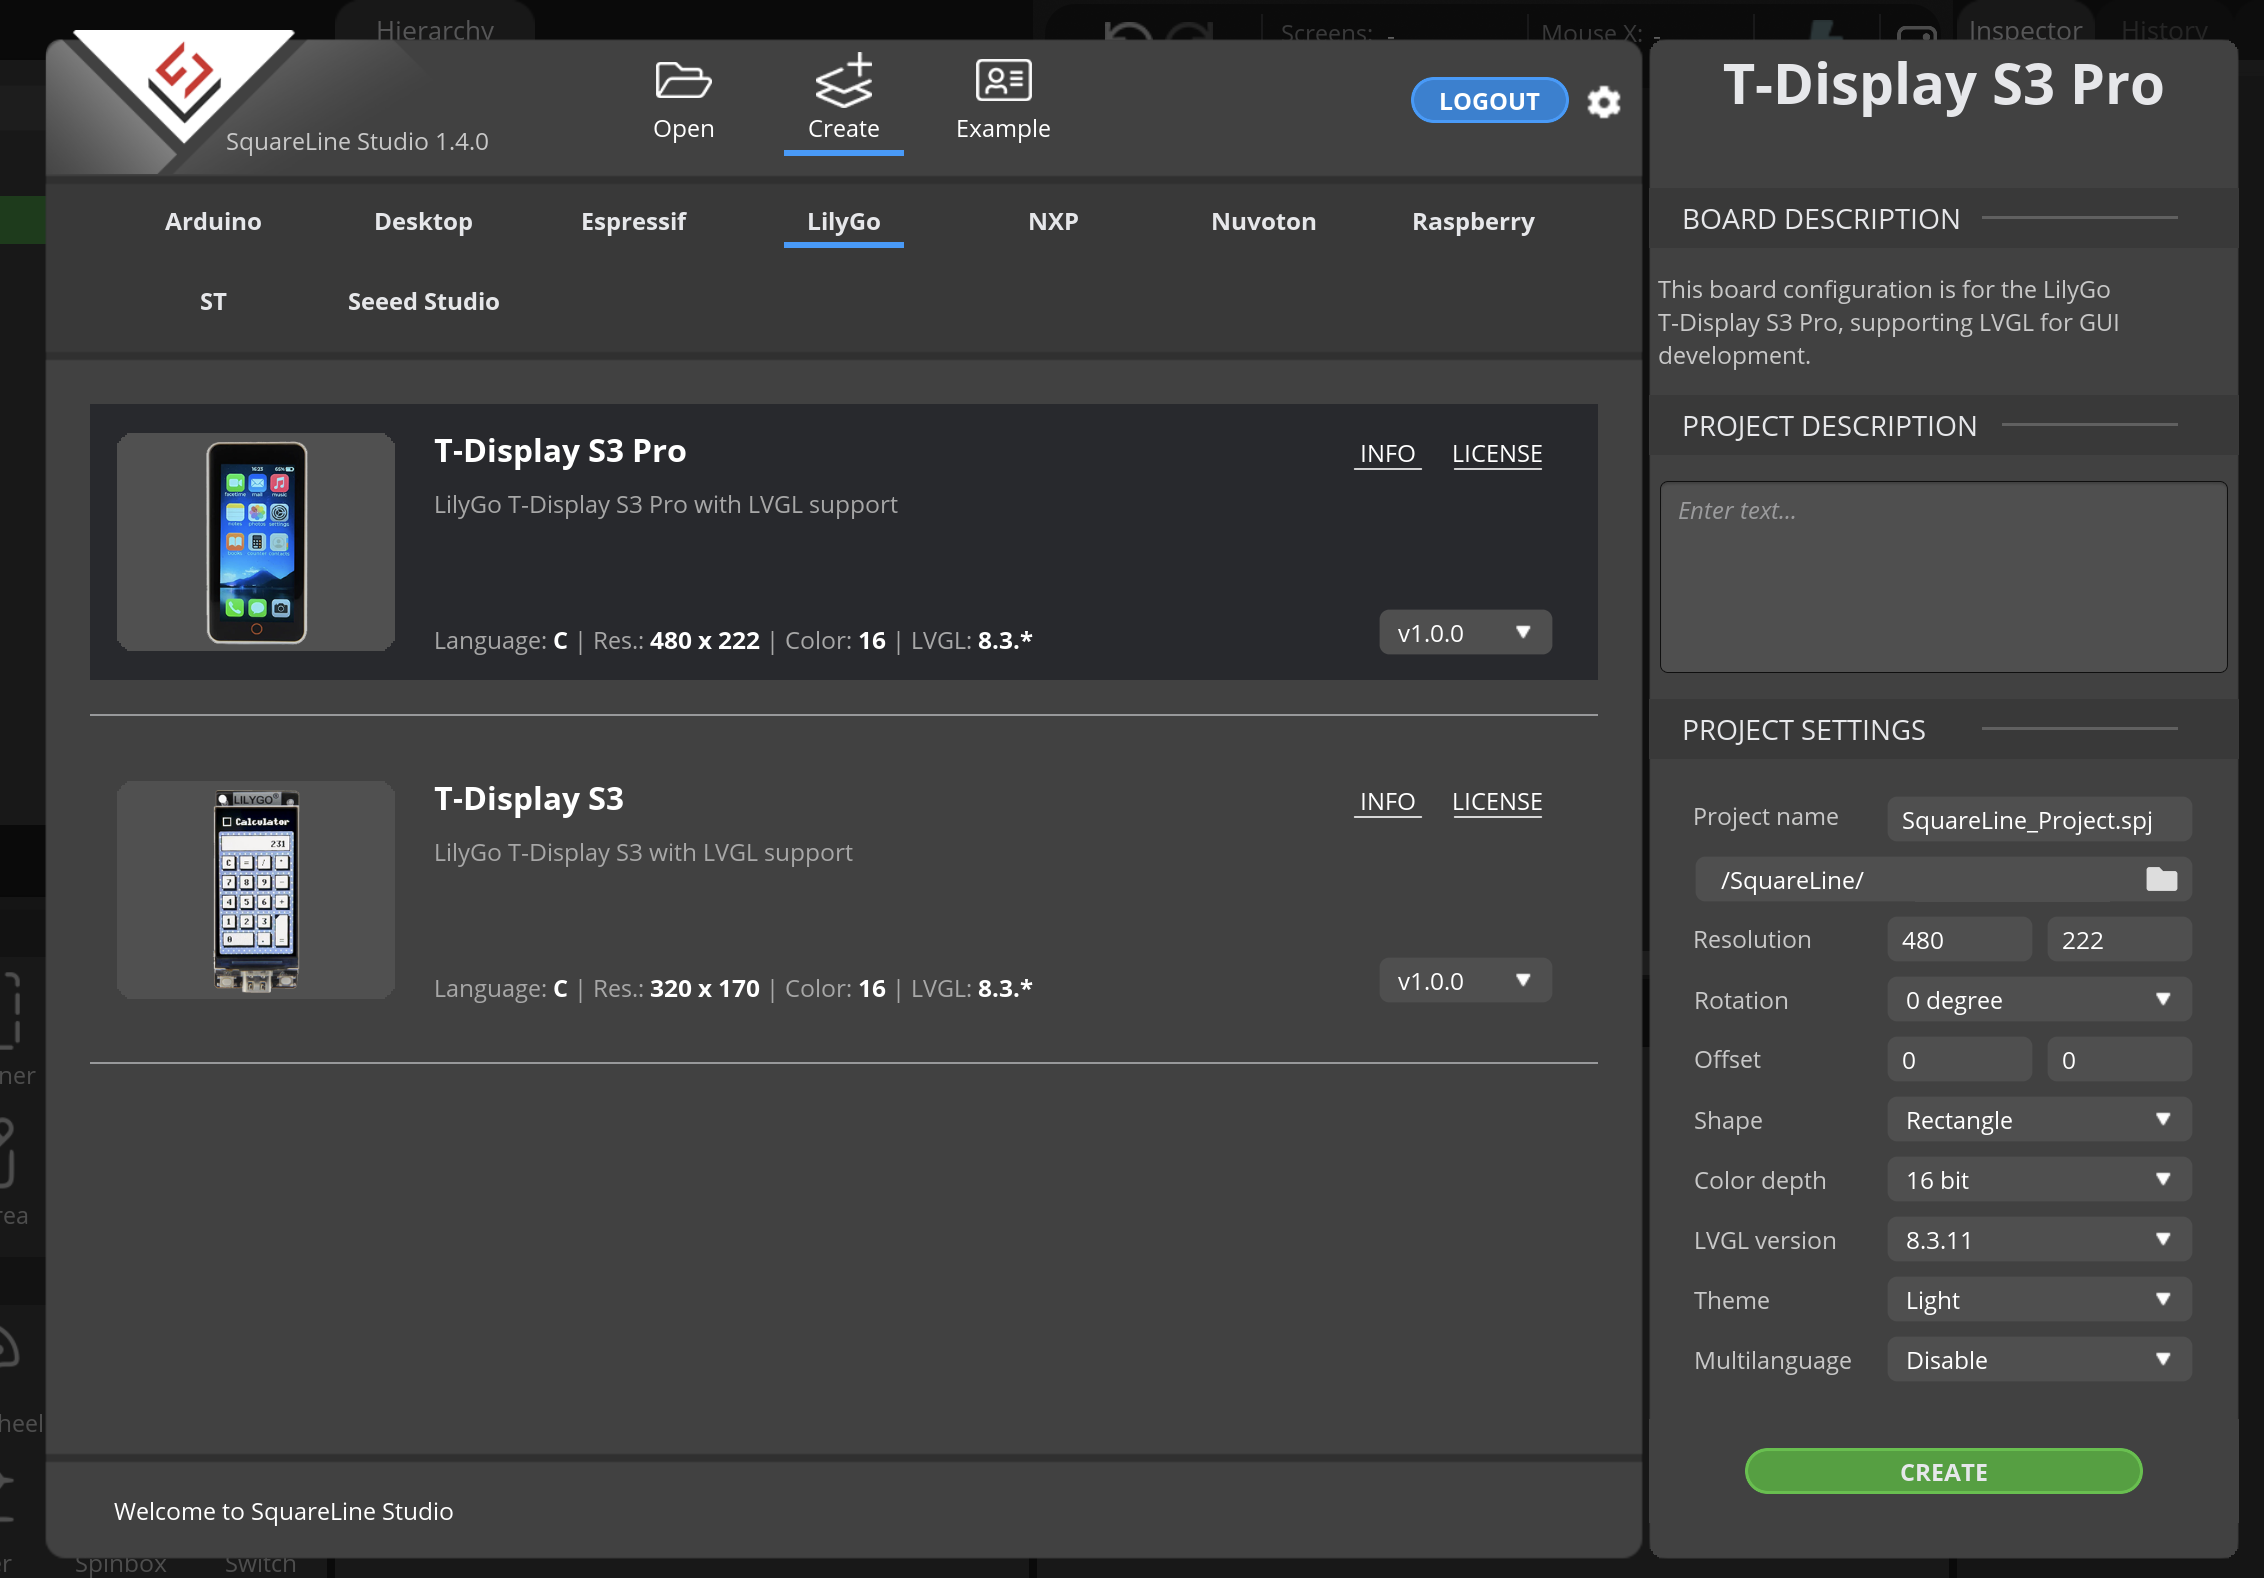 Hierarchy
Screens: -
Mouse X: -
Inspector
History
SquareLine Studio 1.4.0
Open
Create
Example
LOGOUT
Arduino
Desktop
Espressif
LilyGo
NXP
Nuvoton
Raspberry
ST
Seeed Studio
T-Display S3 Pro
INFO
LICENSE
LilyGo T-Display S3 Pro with LVGL support
Language: C | Res.: 480 x 222 | Color: 16 | LVGL: 8.3.*
v1.0.0
LILYGO
Calculator
231
T-Display S3
INFO
LICENSE
LilyGo T-Display S3 with LVGL support
Language: C | Res.: 320 x 170 | Color: 16 | LVGL: 8.3.*
v1.0.0
Welcome to SquareLine Studio
Spinbox
Switch
T-Display S3 Pro
BOARD DESCRIPTION
This board configuration is for the LilyGo
T-Display S3 Pro, supporting LVGL for GUI
development.
PROJECT DESCRIPTION
Enter text...
PROJECT SETTINGS
Project name
SquareLine_Project.spj
/SquareLine/
Resolution
480
222
Rotation
0 degree
Offset
0
0
Shape
Rectangle
Color depth
16 bit
LVGL version
8.3.11
Theme
Light
Multilanguage
Disable
CREATE